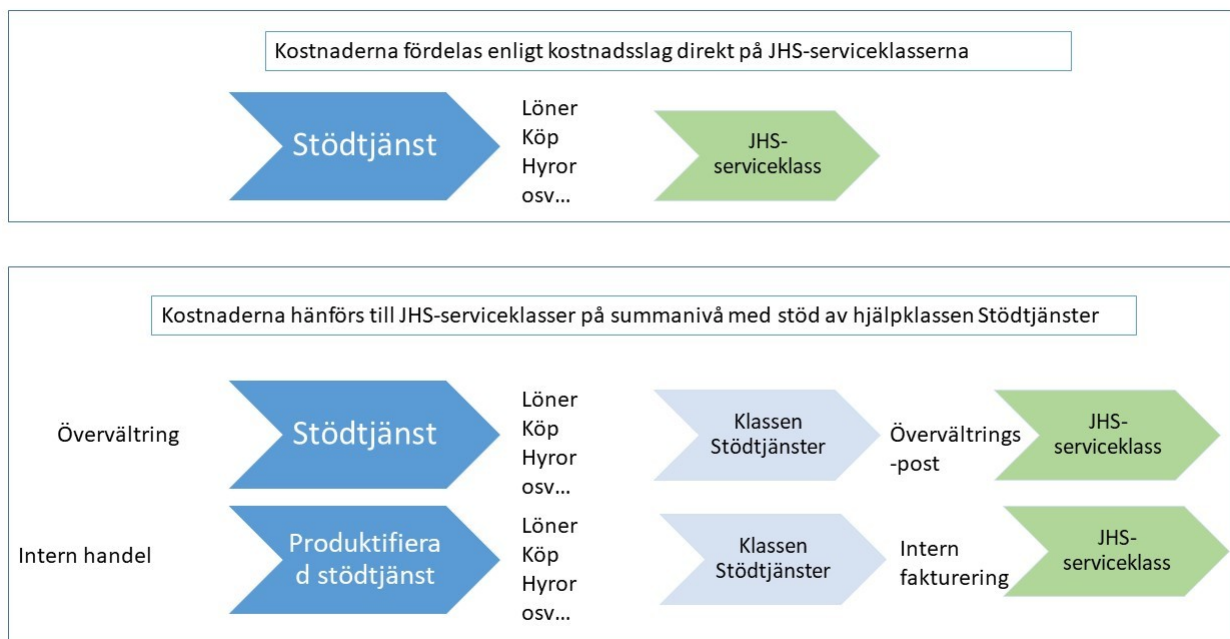 Kostnaderna fördelas enligt kostnadsslag direkt på JHS-serviceklasserna
Stödtjänst
Löner
Köp
Hyror
osv...
JHS-
serviceklass
Kostnaderna hänförs till JHS-serviceklasser på summanivå med stöd av hjälpklassen Stödtjänster
Övervältring
Stödtjänst
Löner
Köp
Hyror
osv...
Klassen
Stödtjänster
Övervältrings
-post
JHS-
serviceklass
Intern handel
Produktifiera
d stödtjänst
Löner
Köp
Hyror
osv...
Klassen
Stödtjänster
Intern
fakturering
JHS-
serviceklass